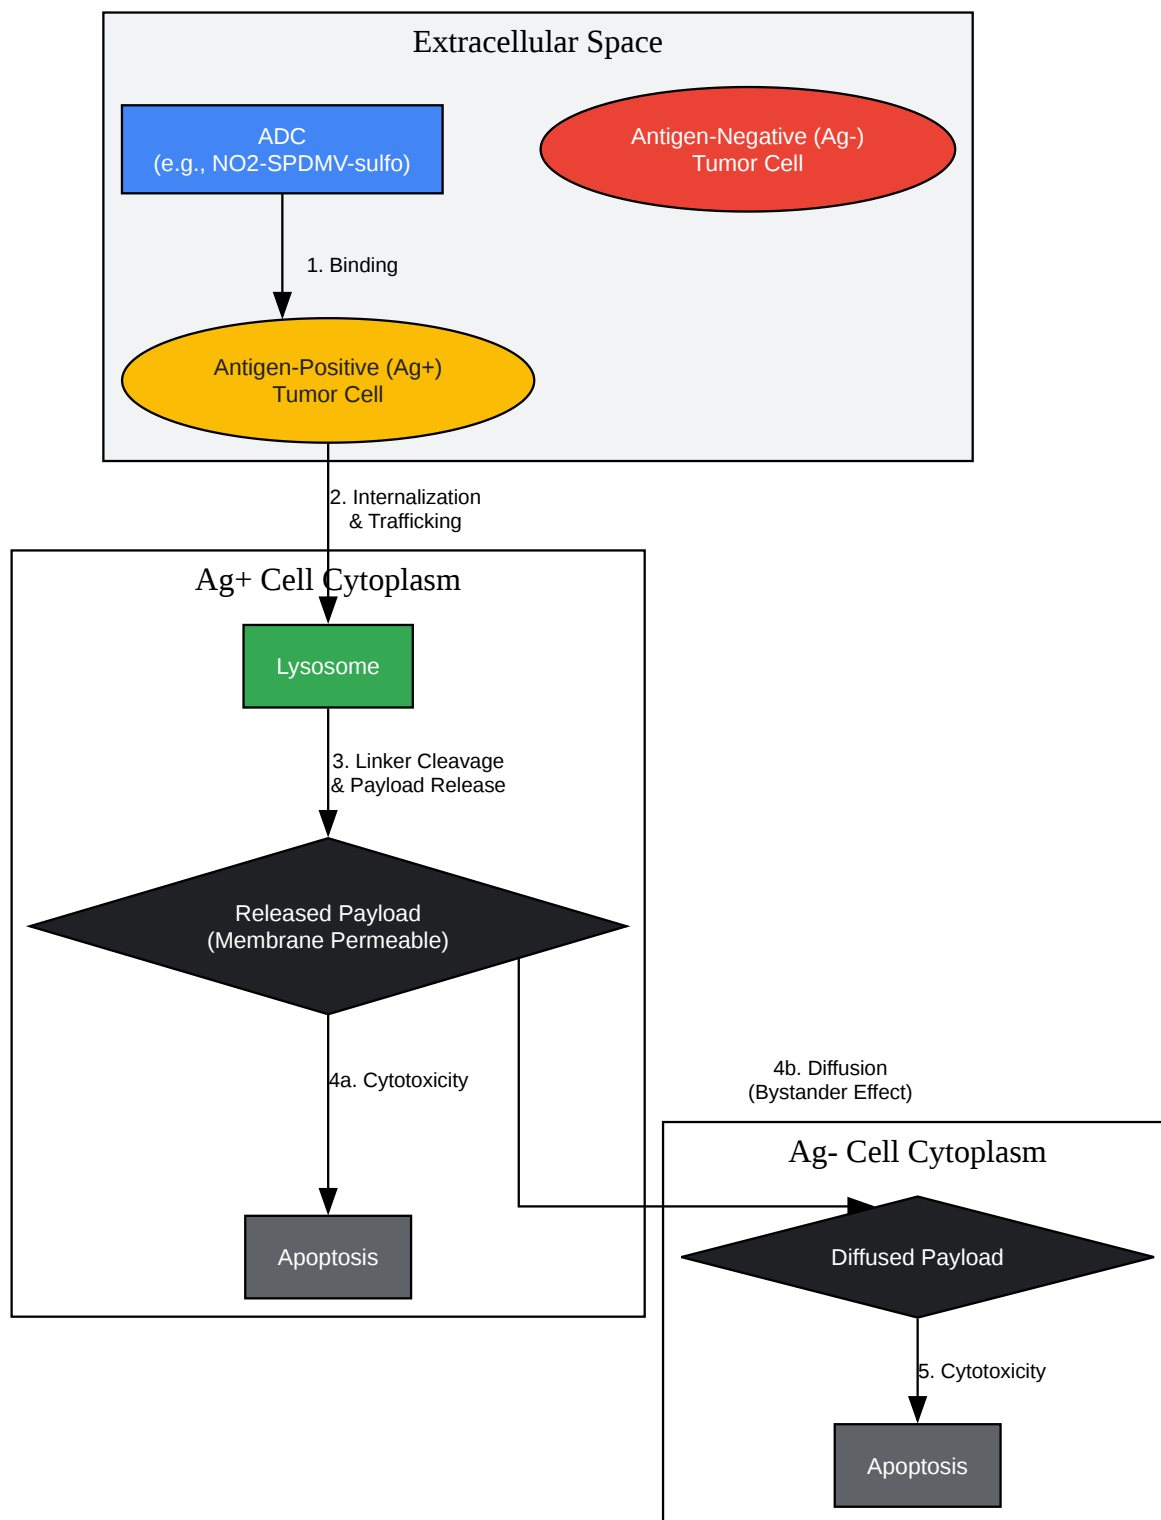 Extracellular Space
ADC
(e.g., NO2-SPDMV-sulfo)
Antigen-Negative (Ag-)
Tumor Cell
1. Binding
Antigen-Positive (Ag+)
Tumor Cell
2. Internalization
& Trafficking
Ag+ Cell Cytoplasm
Lysosome
3. Linker Cleavage
& Payload Release
Released Payload
(Membrane Permeable)
4a. Cytotoxicity
4b. Diffusion
(Bystander Effect)
Ag- Cell Cytoplasm
Apoptosis
Diffused Payload
5. Cytotoxicity
Apoptosis